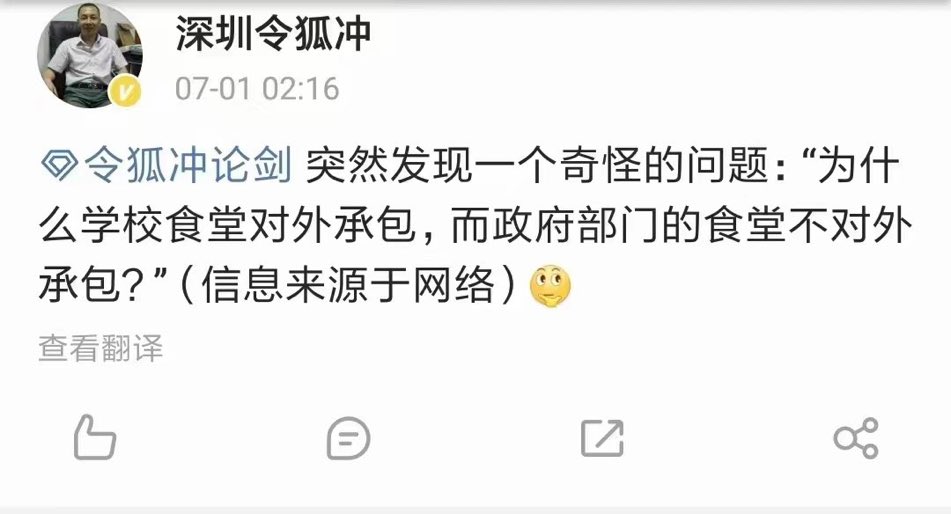 深圳令狐冲
07-01 02:16
令狐冲论剑 突然发现一个奇怪的问题：“为什
么学校食堂对外承包，而政府部门的食堂不对外
承包？”（信息来源于网络）
查看翻译